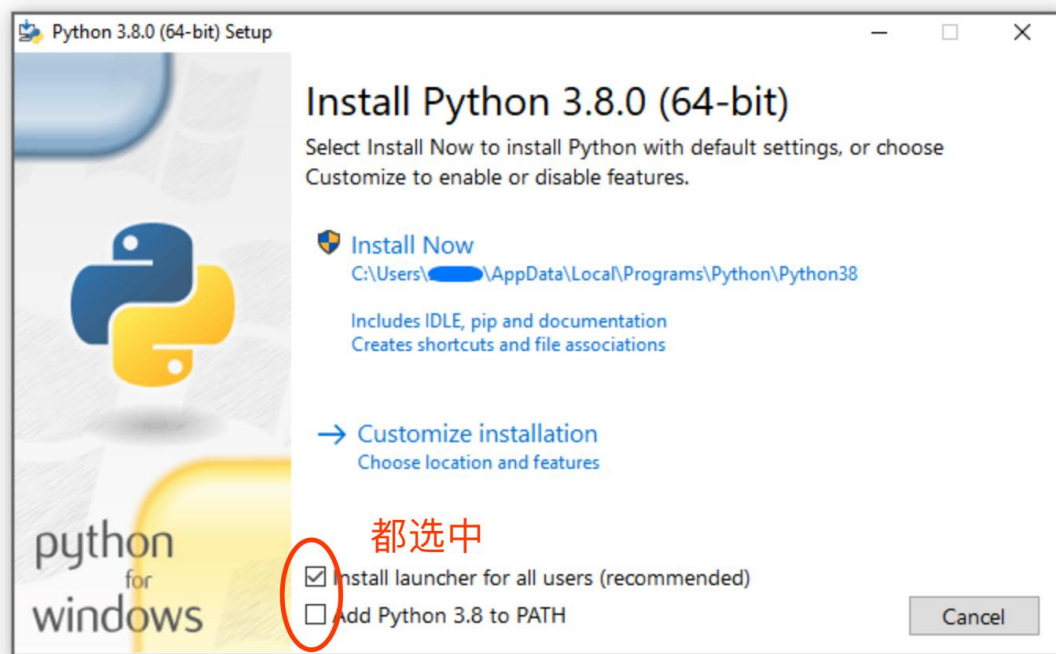 Python 3.8.0 (64-bit) Setup
Install Python 3.8.0 (64-bit)
Select Install Now to install Python with default settings, or choose
Customize to enable or disable features.
Install Now
C:\Users\ \AppData\Local\Programs\Python\Python38
Includes IDLE, pip and documentation
Creates shortcuts and file associations
Customize installation
Choose location and features
都选中
Install launcher for all users (recommended)
Add Python 3.8 to PATH
python
for
windows
Cancel